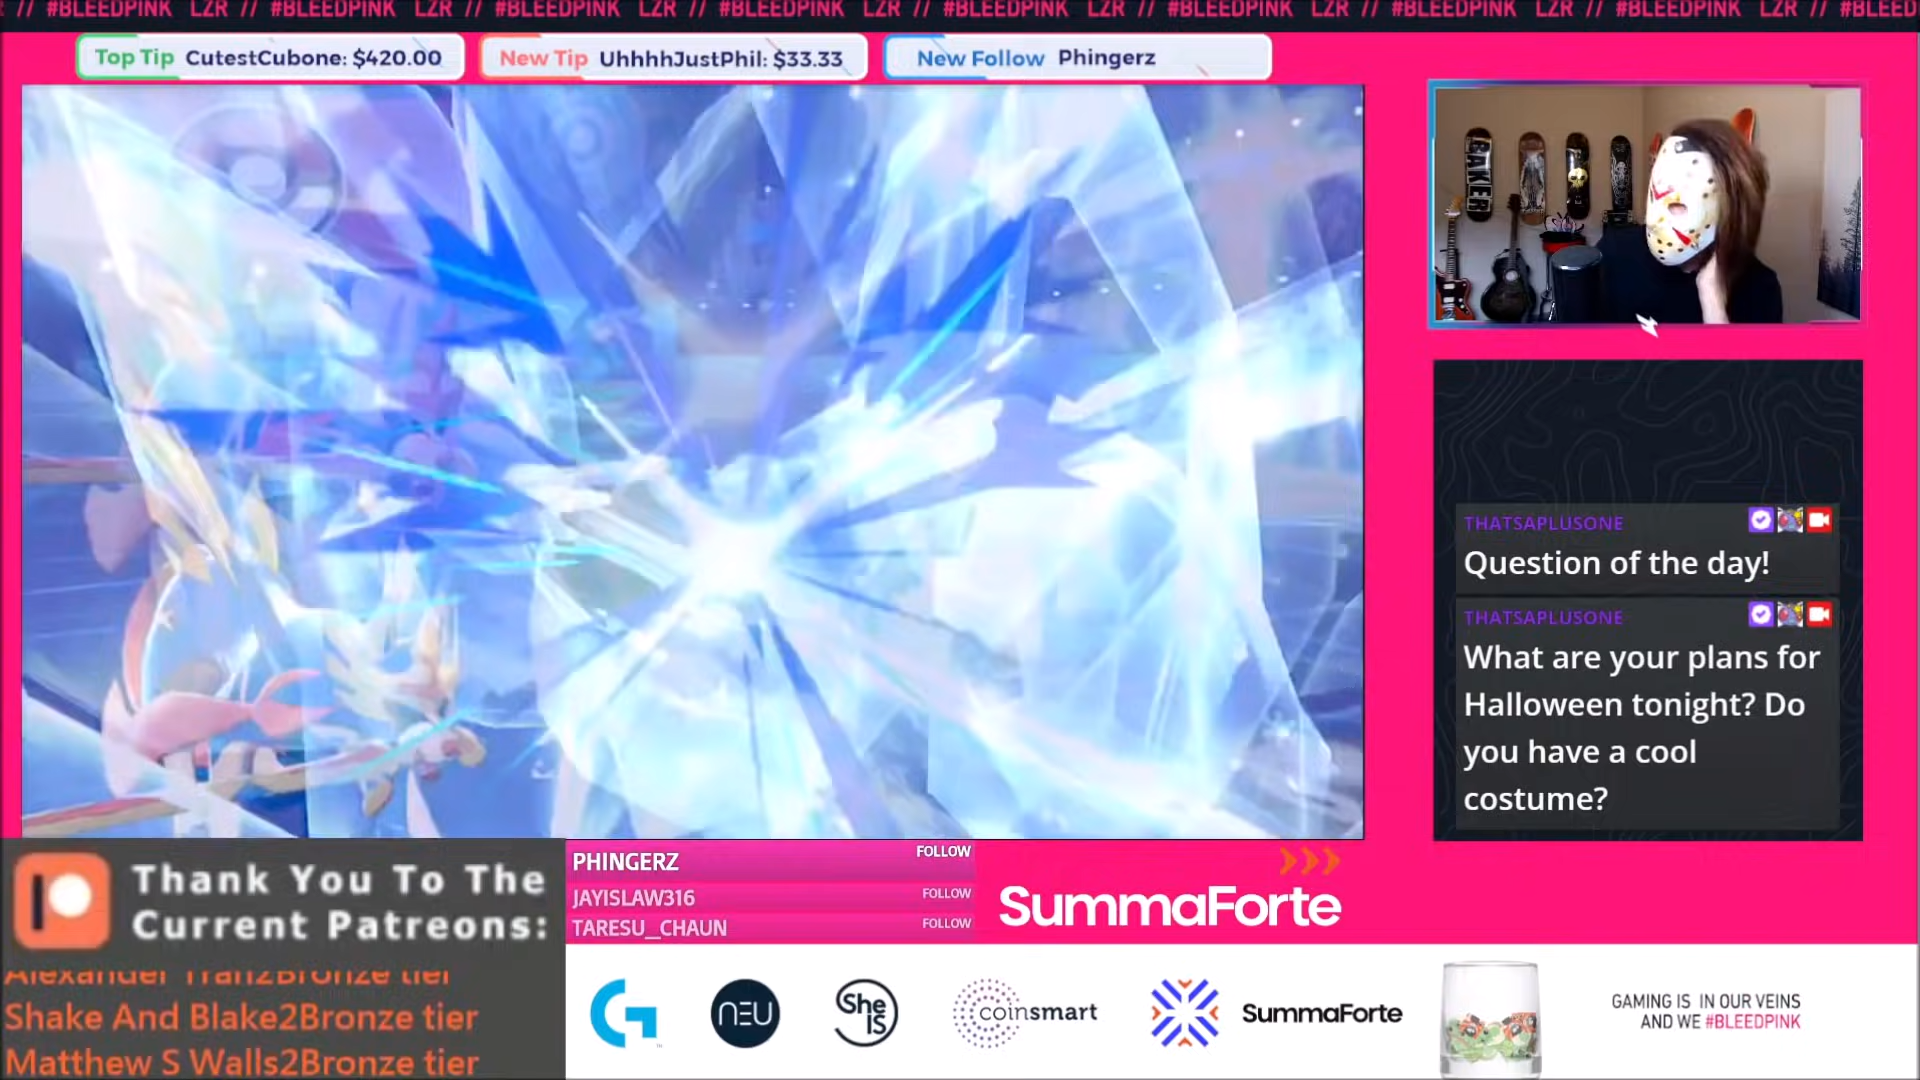 // #BLEEDPINK LZR // #BLEEDPINK LZR // #BLEEDPINK LZR // #BLEEDPINK LZR // #BLEEDPINK LZR // #BLEEDPINK LZR // #BLEEDPINK LZR // #BLEEDPINK LZR // #BLEED
Top Tip CutestCubone: $420.00
New Tip UhhhhJustPhil: $33.33
New Follow Phingerz
BAKER
THATSAPLUSONE
Question of the day!
THATSAPLUSONE
What are your plans for
Halloween tonight? Do
you have a cool
costume?
Thank You To The
Current Patreons:
Alexander Tran2Bronze tier
Shake And Blake2Bronze tier
Matthew S Walls2Bronze tier
PHINGERZ FOLLOW
JAYISLAW316 FOLLOW
TARESU_CHAUN FOLLOW
SummaForte
G
NEU
She
IS
coinsmart
SummaForte
GAMING IS IN OUR VEINS
AND WE #BLEEDPINK